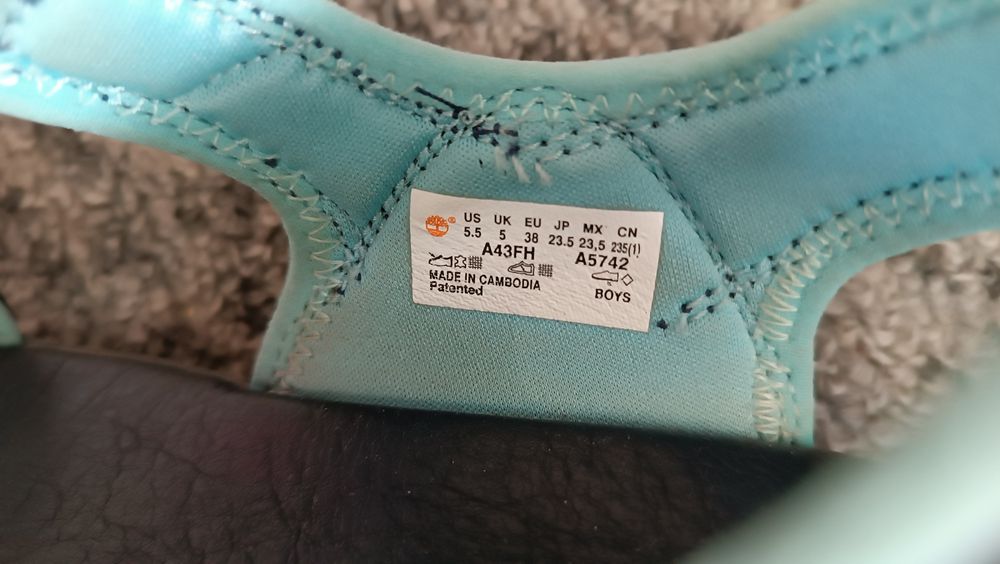 US UK EU JP MX CN
5.5 5 38 23.5 23,5 235(1)
A43FH A5742
MADE IN CAMBODIA
Patented BOYS